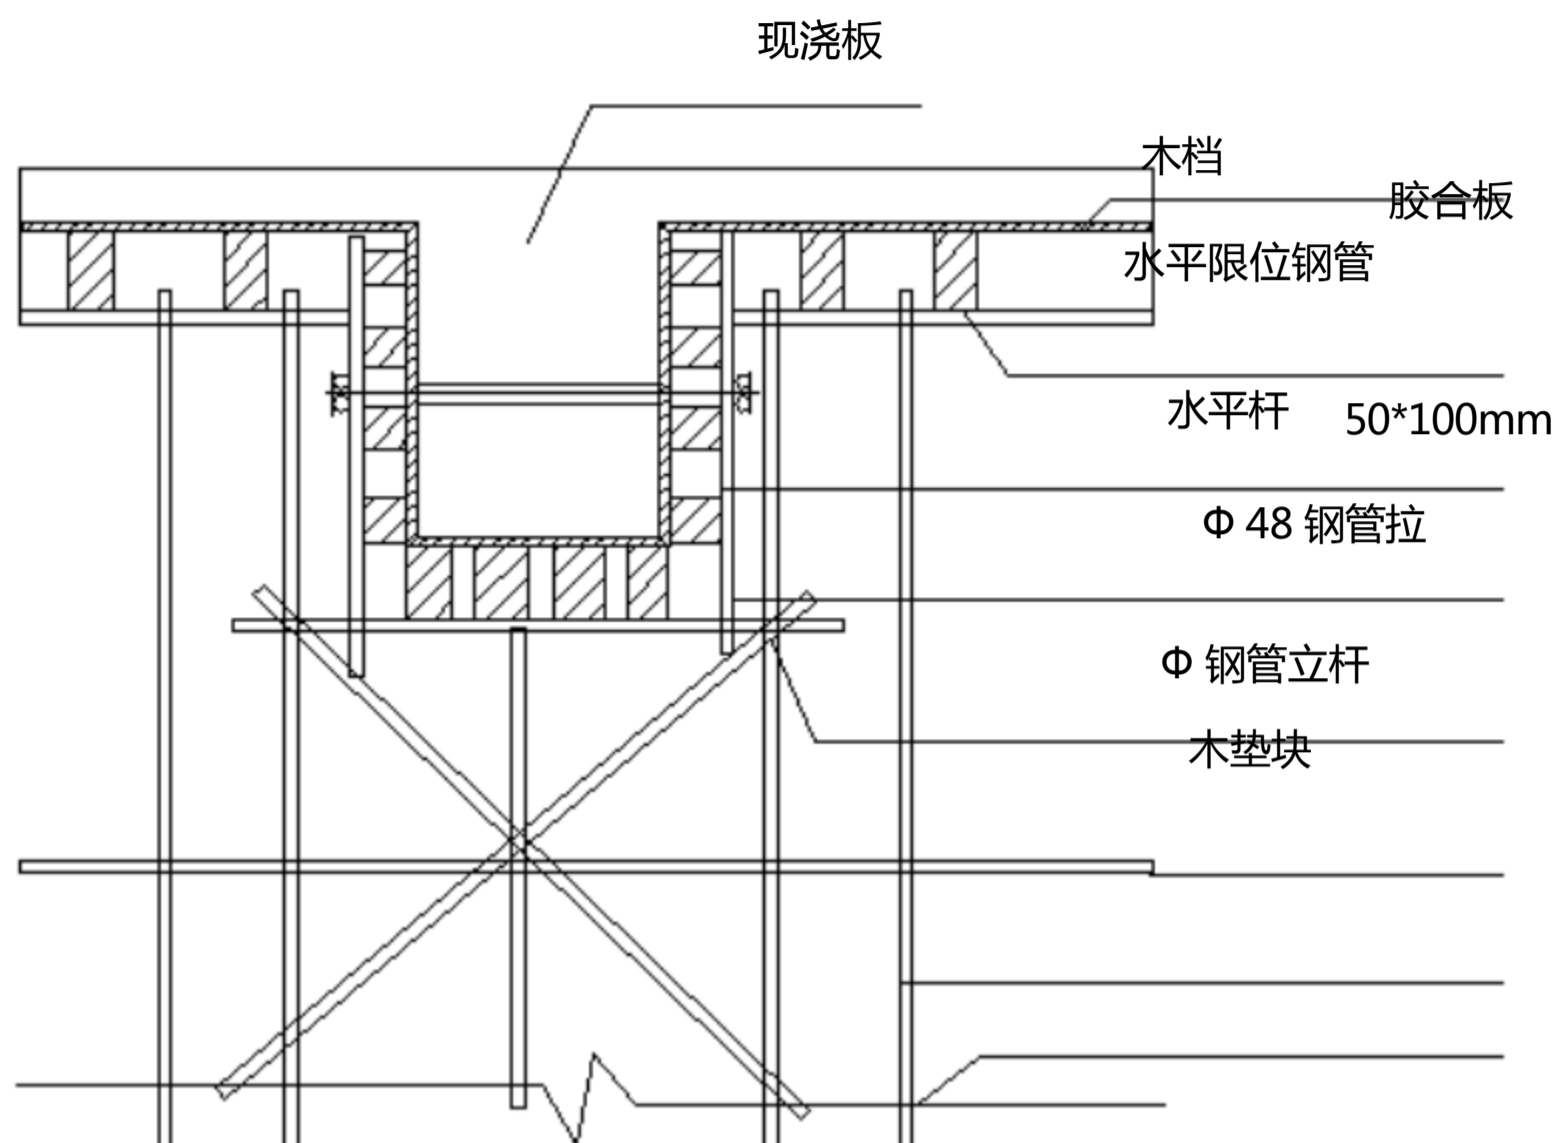 现浇板
木档
胶合板
水平限位钢管
水平杆 50*100mm
Φ 48 钢管拉
Φ 钢管立杆
木垫块